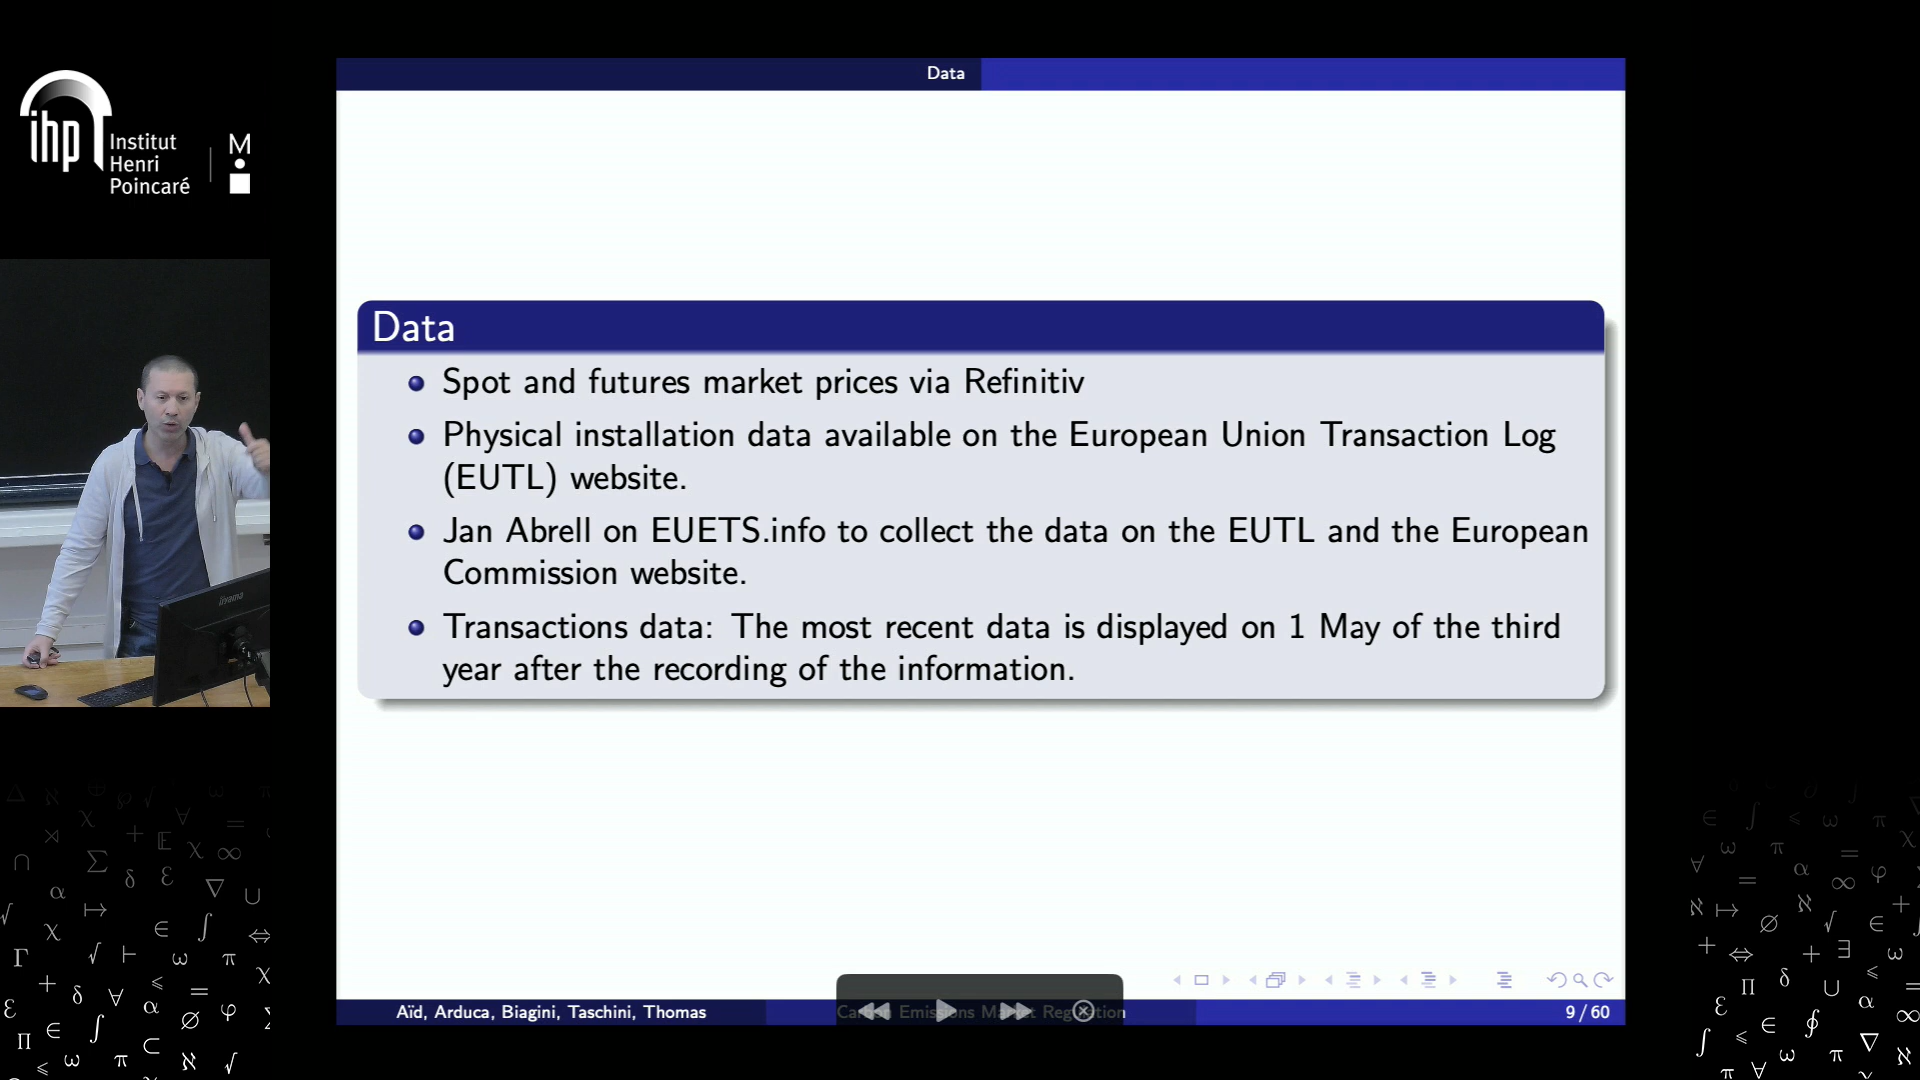 Data
ihp
Institut
Henri
Poincaré
M
Data
Spot and futures market prices via Refinitiv
Physical installation data available on the European Union Transaction Log
(EUTL) website.
Jan Abrell on EUETS.info to collect the data on the EUTL and the European
Commission website.
Transactions data: The most recent data is displayed on 1 May of the third
year after the recording of the information.
Aïd, Arduca, Biagini, Taschini, Thomas
Carbon Emissions Market Regulation
9 / 60